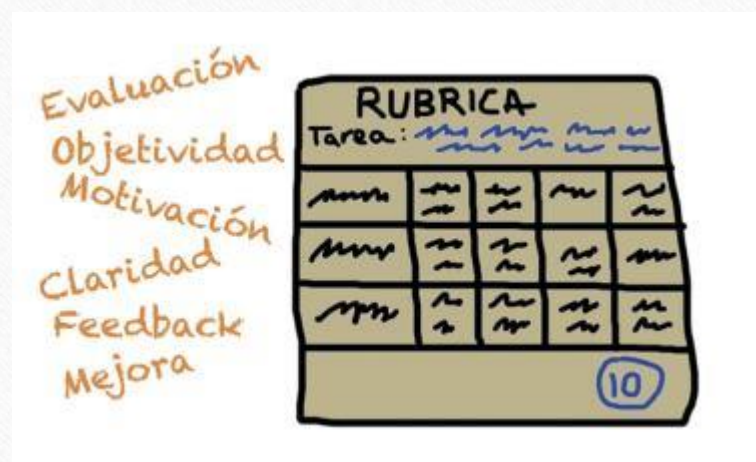 Evaluación
Objetividad
Motivación
Claridad
Feedback
Mejora
RUBRICA
Tarea:
10